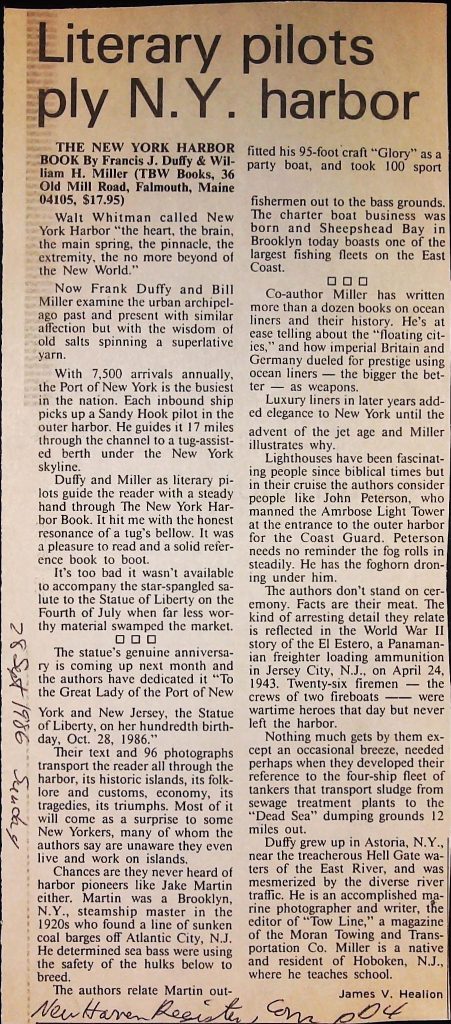 Literary pilots
ply N.Y. harbor
THE NEW YORK HARBOR
BOOK By Francis J. Duffy & Wil-
liam H. Miller (TBW Books, 36
Old Mill Road, Falmouth, Maine
04105, $17.95)
Walt Whitman called New
York Harbor “the heart, the brain,
the main spring, the pinnacle, the
extremity, the no more beyond of
the New World.”
Now Frank Duffy and Bill
Miller examine the urban archipel-
ago past and present with similar
affection but with the wisdom of
old salts spinning a superlative
yarn.
With 7,500 arrivals annually,
the Port of New York is the busiest
in the nation. Each inbound ship
picks up a Sandy Hook pilot in the
outer harbor. He guides it 17 miles
through the channel to a tug-assist-
ed berth under the New York
skyline.
Duffy and Miller as literary pi-
lots guide the reader with a steady
hand through The New York Har-
bor Book. It hit me with the honest
resonance of a tug's bellow. It was
a pleasure to read and a solid refer-
ence book to boot.
It's too bad it wasn't available
to accompany the star-spangled sa-
lute to the Statue of Liberty on the
Fourth of July when far less wor-
thy material swamped the market.
□ □ □
The statue's genuine anniversa-
ry is coming up next month and
the authors have dedicated it “To
the Great Lady of the Port of New
York and New Jersey, the Statue
of Liberty, on her hundredth birth-
day, Oct. 28, 1986.”
Their text and 96 photographs
transport the reader all through the
harbor, its historic islands, its folk-
lore and customs, economy, its
tragedies, its triumphs. Most of it
will come as a surprise to some
New Yorkers, many of whom the
authors say are unaware they even
live and work on islands.
Chances are they never heard of
harbor pioneers like Jake Martin
either. Martin was a Brooklyn,
N.Y., steamship master in the
1920s who found a line of sunken
coal barges off Atlantic City, N.J.
He determined sea bass were using
the safety of the hulks below to
breed.
The authors relate Martin out-
fitted his 95-foot craft “Glory” as a
party boat, and took 100 sport
fishermen out to the bass grounds.
The charter boat business was
born and Sheepshead Bay in
Brooklyn today boasts one of the
largest fishing fleets on the East
Coast.
□ □ □
Co-author Miller has written
more than a dozen books on ocean
liners and their history. He's at
ease telling about the “floating cit-
ies,” and how imperial Britain and
Germany dueled for prestige using
ocean liners — the bigger the bet-
ter — as weapons.
Luxury liners in later years add-
ed elegance to New York until the
advent of the jet age and Miller
illustrates why.
Lighthouses have been fascinat-
ing people since biblical times but
in their cruise the authors consider
people like John Peterson, who
manned the Amrbose Light Tower
at the entrance to the outer harbor
for the Coast Guard. Peterson
needs no reminder the fog rolls in
steadily. He has the foghorn dron-
ing under him.
The authors don't stand on cer-
emony. Facts are their meat. The
kind of arresting detail they relate
is reflected in the World War II
story of the El Estero, a Panaman-
ian freighter loading ammunition
in Jersey City, N.J., on April 24,
1943. Twenty-six firemen — the
crews of two fireboats —— were
wartime heroes that day but never
left the harbor.
Nothing much gets by them ex-
cept an occasional breeze, needed
perhaps when they developed their
reference to the four-ship fleet of
tankers that transport sludge from
sewage treatment plants to the
“Dead Sea” dumping grounds 12
miles out.
Duffy grew up in Astoria, N.Y.,
near the treacherous Hell Gate wa-
ters of the East River, and was
mesmerized by the diverse river
traffic. He is an accomplished ma-
rine photographer and writer, the
editor of “Tow Line,” a magazine
of the Moran Towing and Trans-
portation Co. Miller is a native
and resident of Hoboken, N.J.,
where he teaches school.
James V. Healion
28 Sept 1986 Sunday
New Haven Register, Conn pD4